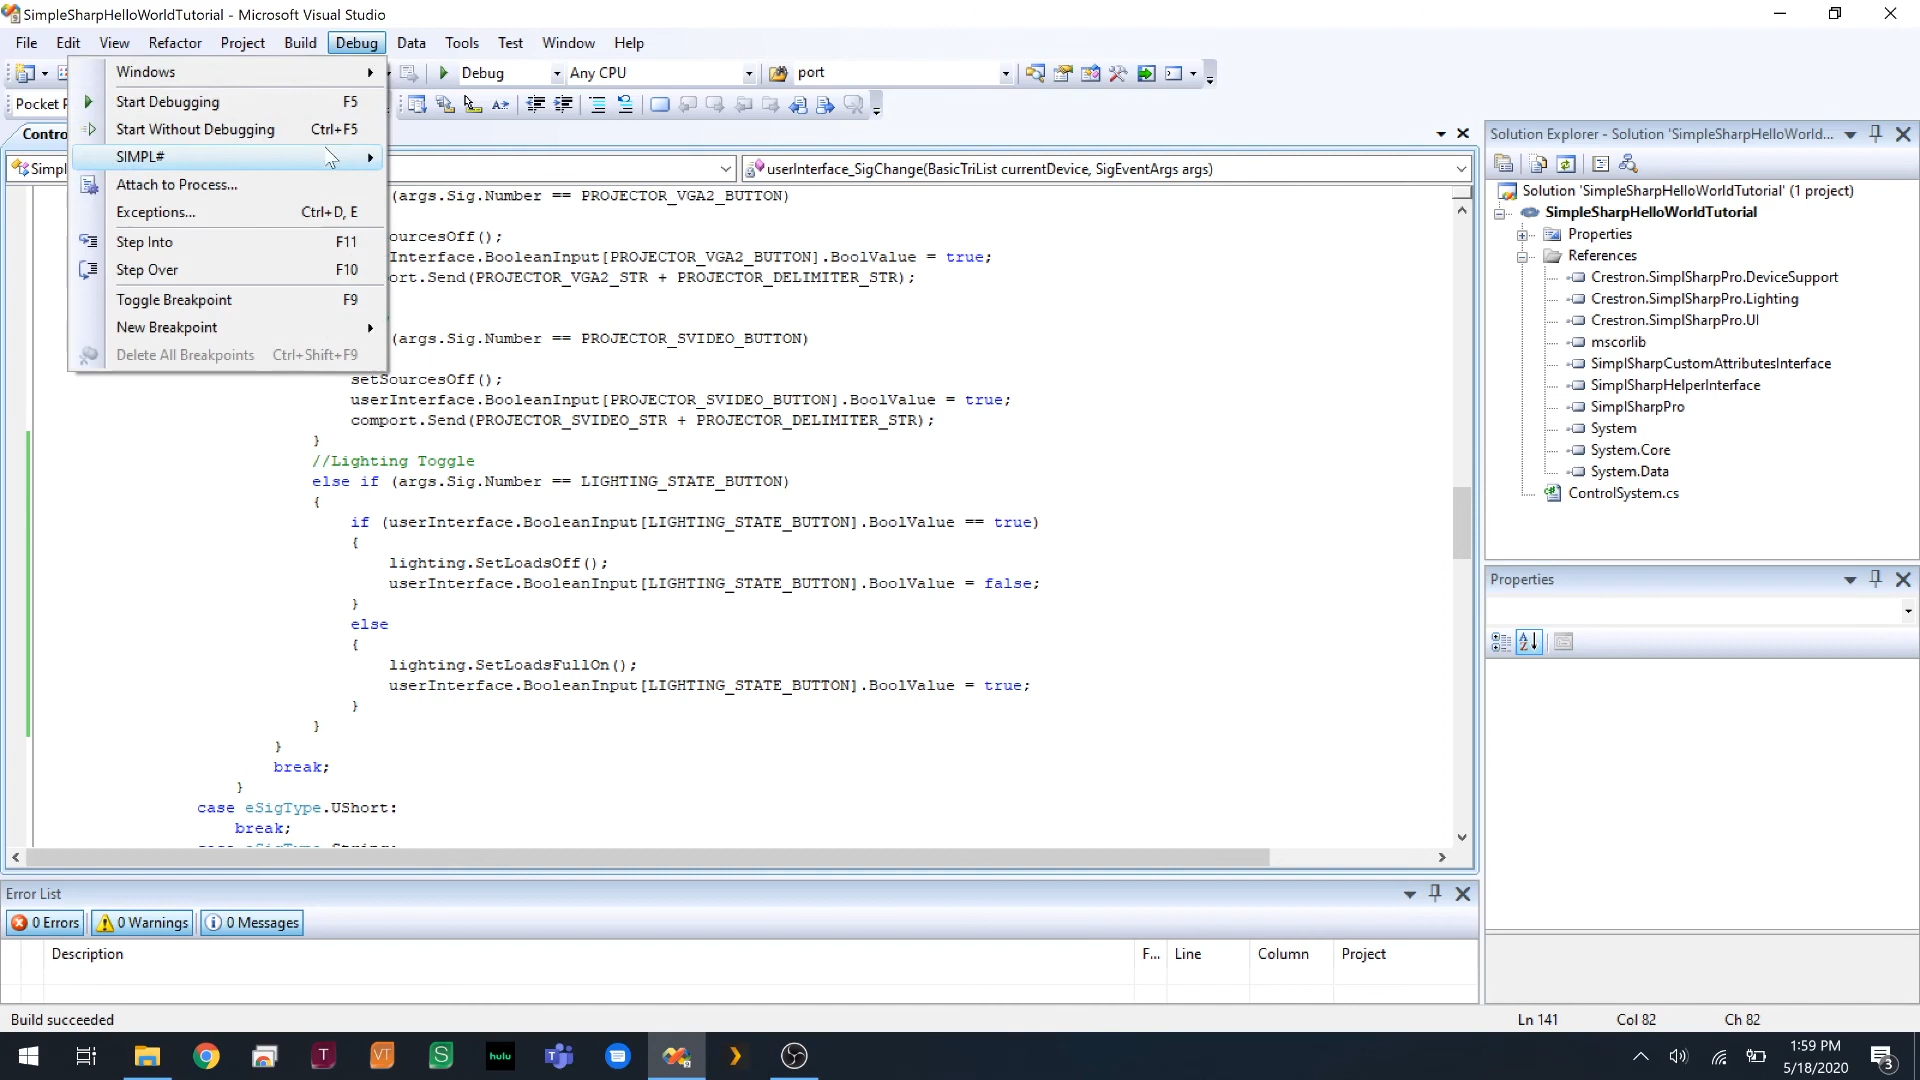 SimpleSharpHelloWorldTutorial - Microsoft Visual Studio
File Edit View Refactor Project Build Debug Data Tools Test Window Help
Debug Any CPU port
Pocket
Windows
Start Debugging F5
Start Without Debugging Ctrl+F5
SIMPL#
Attach to Process...
Exceptions... Ctrl+D, E
Step Into F11
Step Over F10
Toggle Breakpoint F9
New Breakpoint
Delete All Breakpoints Ctrl+Shift+F9
Contro
Simpl
userInterface_SigChange(BasicTriList currentDevice, SigEventArgs args)
(args.Sig.Number == PROJECTOR_VGA2_BUTTON)
ourcesOff();
Interface.BooleanInput[PROJECTOR_VGA2_BUTTON].BoolValue = true;
ort.Send(PROJECTOR_VGA2_STR + PROJECTOR_DELIMITER_STR);
(args.Sig.Number == PROJECTOR_SVIDEO_BUTTON)
setSourcesOff();
userInterface.BooleanInput[PROJECTOR_SVIDEO_BUTTON].BoolValue = true;
comport.Send(PROJECTOR_SVIDEO_STR + PROJECTOR_DELIMITER_STR);
}
//Lighting Toggle
else if (args.Sig.Number == LIGHTING_STATE_BUTTON)
{
if (userInterface.BooleanInput[LIGHTING_STATE_BUTTON].BoolValue == true)
{
lighting.SetLoadsOff();
userInterface.BooleanInput[LIGHTING_STATE_BUTTON].BoolValue = false;
}
else
{
lighting.SetLoadsFullOn();
userInterface.BooleanInput[LIGHTING_STATE_BUTTON].BoolValue = true;
}
}
}
break;
}
case eSigType.UShort:
break;
case eSigType.String:
Solution Explorer - Solution 'SimpleSharpHelloWorld...
Solution 'SimpleSharpHelloWorldTutorial' (1 project)
SimpleSharpHelloWorldTutorial
Properties
References
Crestron.SimplSharpPro.DeviceSupport
Crestron.SimplSharpPro.Lighting
Crestron.SimplSharpPro.UI
mscorlib
SimplSharpCustomAttributesInterface
SimplSharpHelperInterface
SimplSharpPro
System
System.Core
System.Data
ControlSystem.cs
Properties
Error List
0 Errors 0 Warnings 0 Messages
Description F... Line Column Project
Build succeeded Ln 141 Col 82 Ch 82
T VT S hulu
1:59 PM
5/18/2020
3